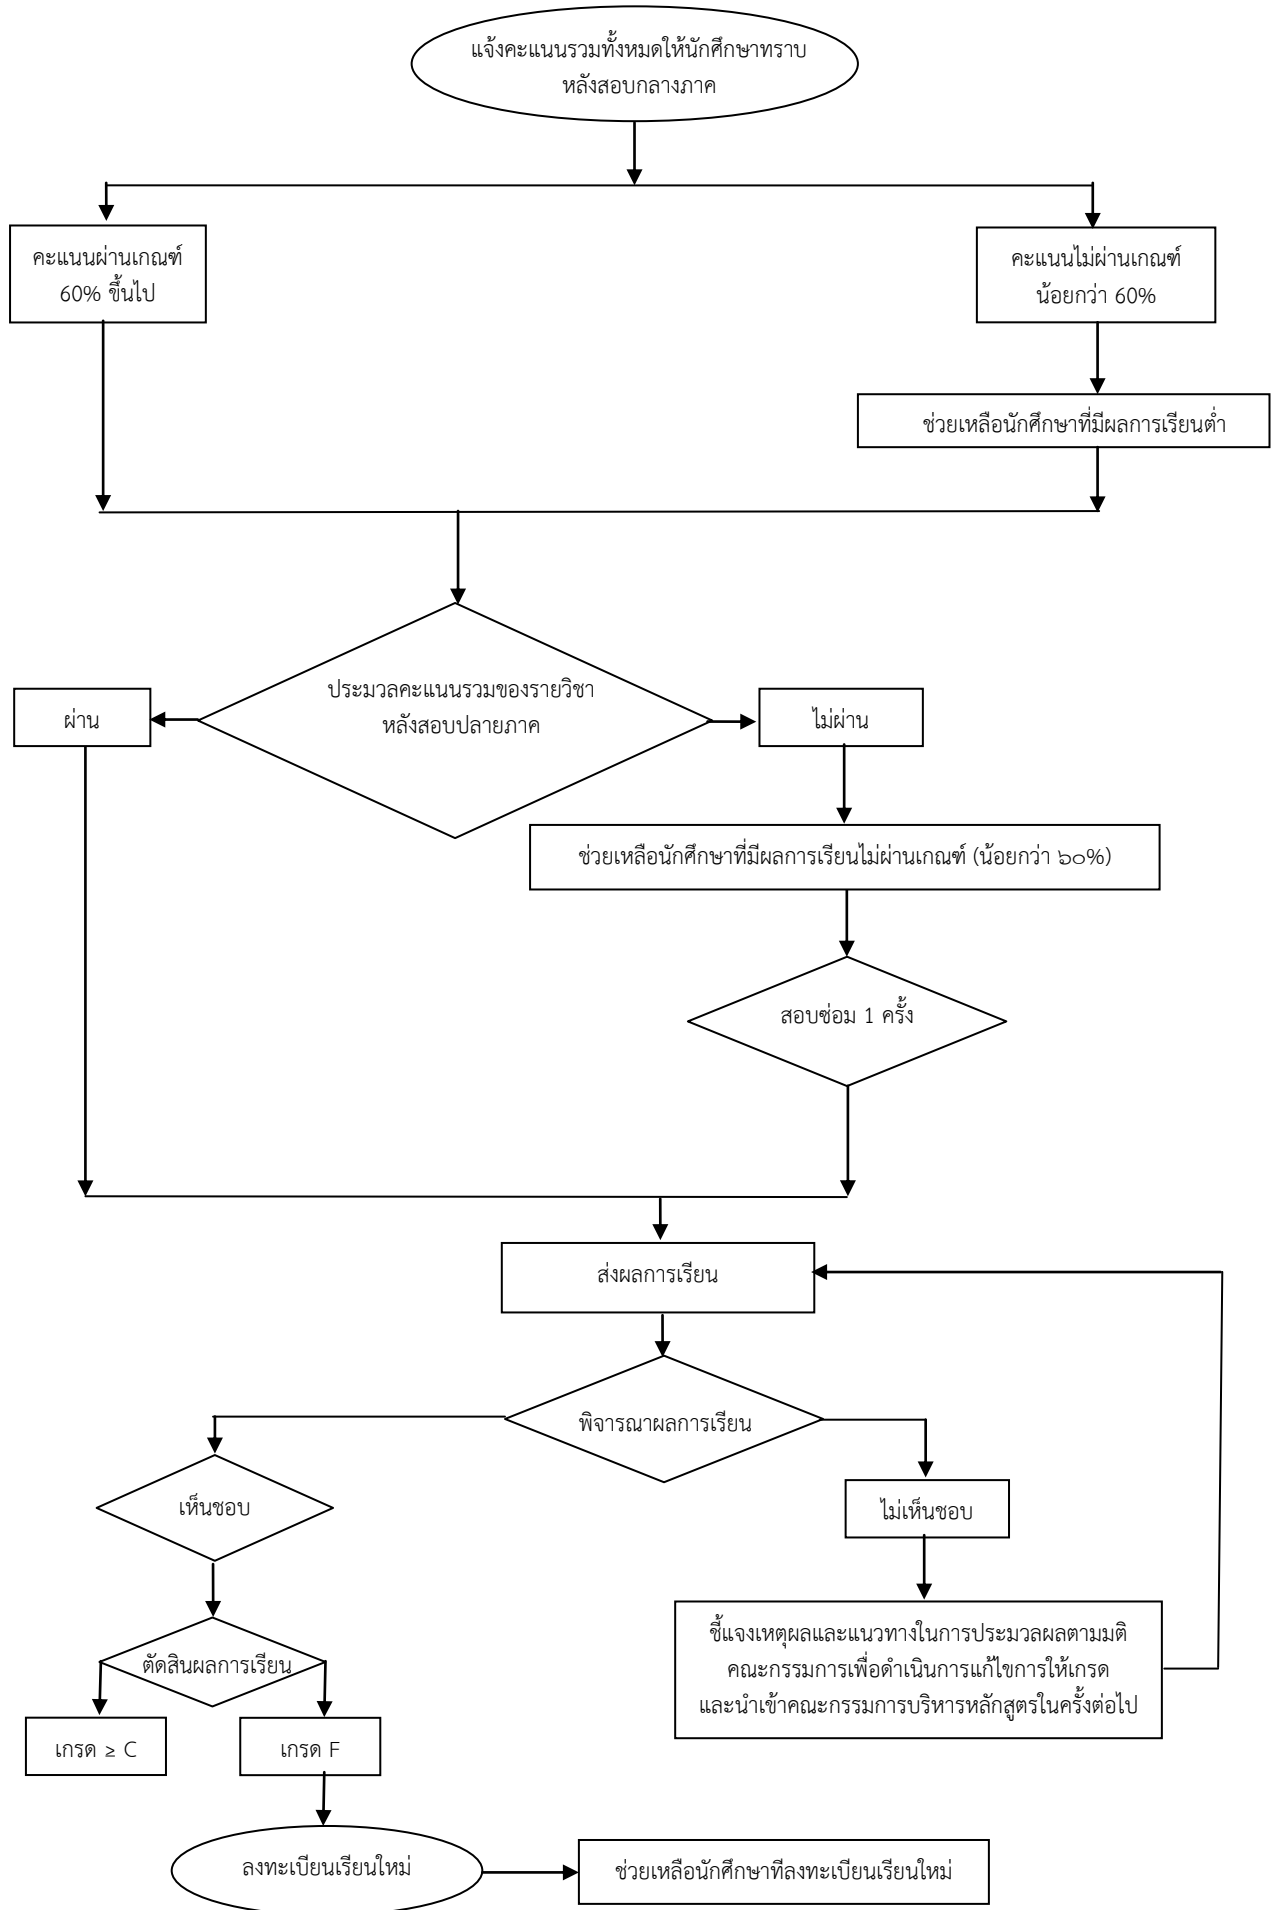 แจ้งคะแนนรวมทั้งหมดให้นักศึกษาทราบ
หลังสอบกลางภาค
คะแนนผ่านเกณฑ์
60% ขึ้นไป
คะแนนไม่ผ่านเกณฑ์
น้อยกว่า 60%
ช่วยเหลือนักศึกษาที่มีผลการเรียนต่ำ
ประมวลคะแนนรวมของรายวิชา
หลังสอบปลายภาค
ผ่าน
ไม่ผ่าน
ช่วยเหลือนักศึกษาที่มีผลการเรียนไม่ผ่านเกณฑ์ (น้อยกว่า ๖๐%)
สอบซ่อม 1 ครั้ง
ส่งผลการเรียน
พิจารณาผลการเรียน
เห็นชอบ
ไม่เห็นชอบ
ตัดสินผลการเรียน
ชี้แจงเหตุผลและแนวทางในการประมวลผลตามมติ
คณะกรรมการเพื่อดำเนินการแก้ไขการให้เกรด
และนำเข้าคณะกรรมการบริหารหลักสูตรในครั้งต่อไป
เกรด ≥ C
เกรด F
ลงทะเบียนเรียนใหม่
ช่วยเหลือนักศึกษาทีลงทะเบียนเรียนใหม่